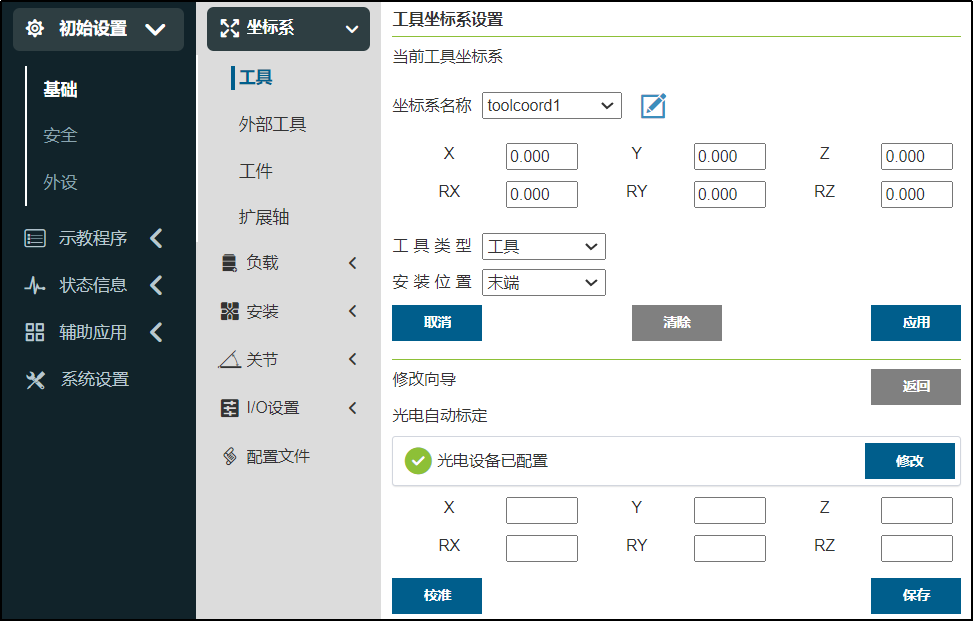 初始设置
基础
安全
外设
示教程序
状态信息
辅助应用
系统设置
坐标系
工具
外部工具
工件
扩展轴
负载
安装
关节
I/O设置
配置文件
工具坐标系设置
当前工具坐标系
坐标系名称 toolcoord1
X 0.000 Y 0.000 Z 0.000
RX 0.000 RY 0.000 RZ 0.000
工具类型 工具
安装位置 末端
取消 清除 应用
修改向导 返回
光电自动标定
光电设备已配置 修改
X Y Z
RX RY RZ
校准 保存